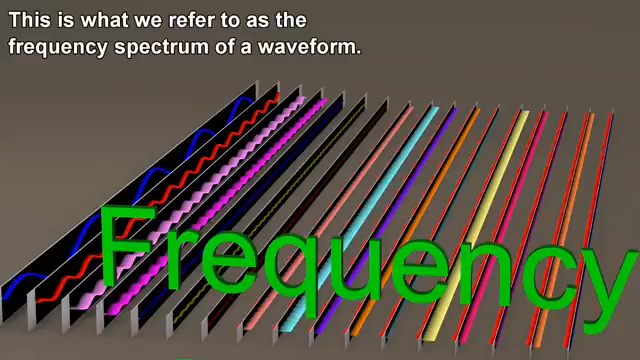 This is what we refer to as the
frequency spectrum of a waveform.
Frequency